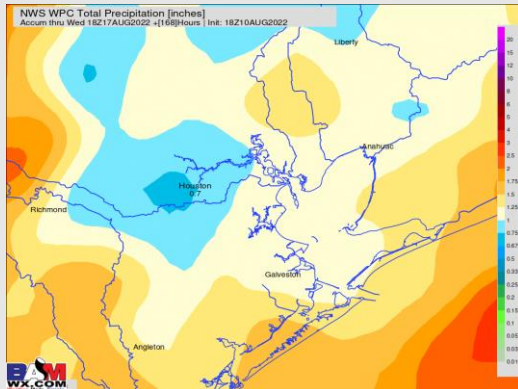 NWS WPC Total Precipitation [inches]
Accum thru Wed 18Z17AUG2022 +[168]Hours | Init: 18Z10AUG2022
Liberty
Anahuac
Houston
0.7
Richmond
Galveston
Angleton
20
15
12
10
8
6
5
4
3
2.5
2
1.75
1.5
1.25
1
0.75
0.67
0.5
0.35
0.25
0.2
0.15
0.1
0.05
0.03
0.01
BAM
WX.COM